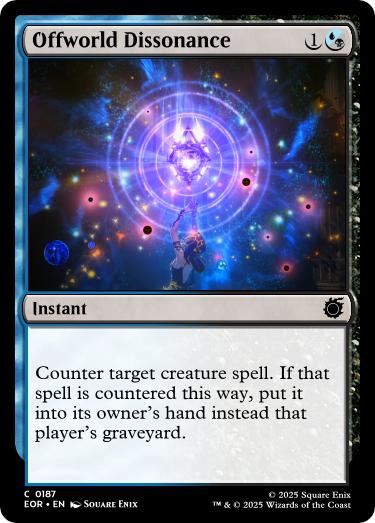 Offworld Dissonance 1
Instant
Counter target creature spell. If that
spell is countered this way, put it
into its owner's hand instead that
player's graveyard.
C 0187
EOR • EN Square Enix
© 2025 Square Enix
™ & © 2025 Wizards of the Coast